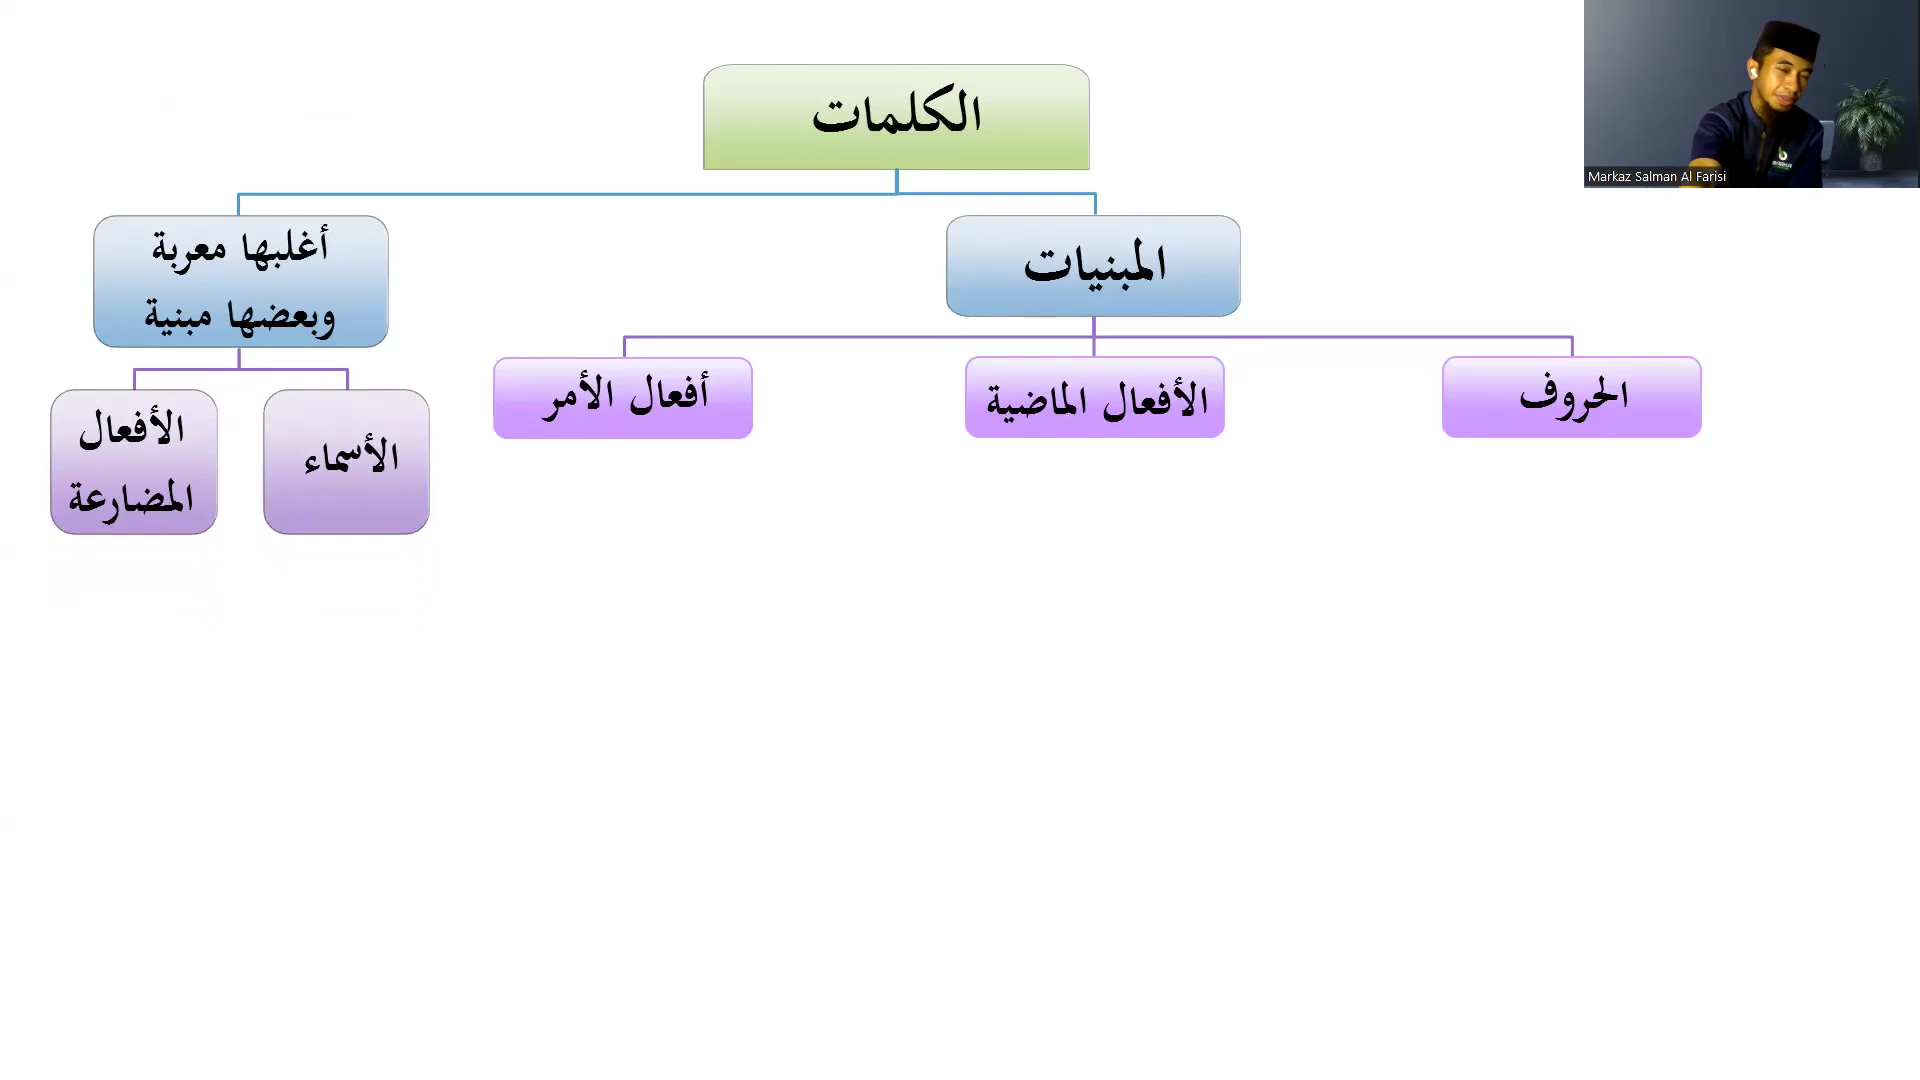 الكلمات
المبنيات
أغلبها معربة
وبعضها مبنية
الحروف
الأفعال الماضية
أفعال الأمر
الأسماء
الأفعال
المضارعة
Markaz Salman Al Farisi